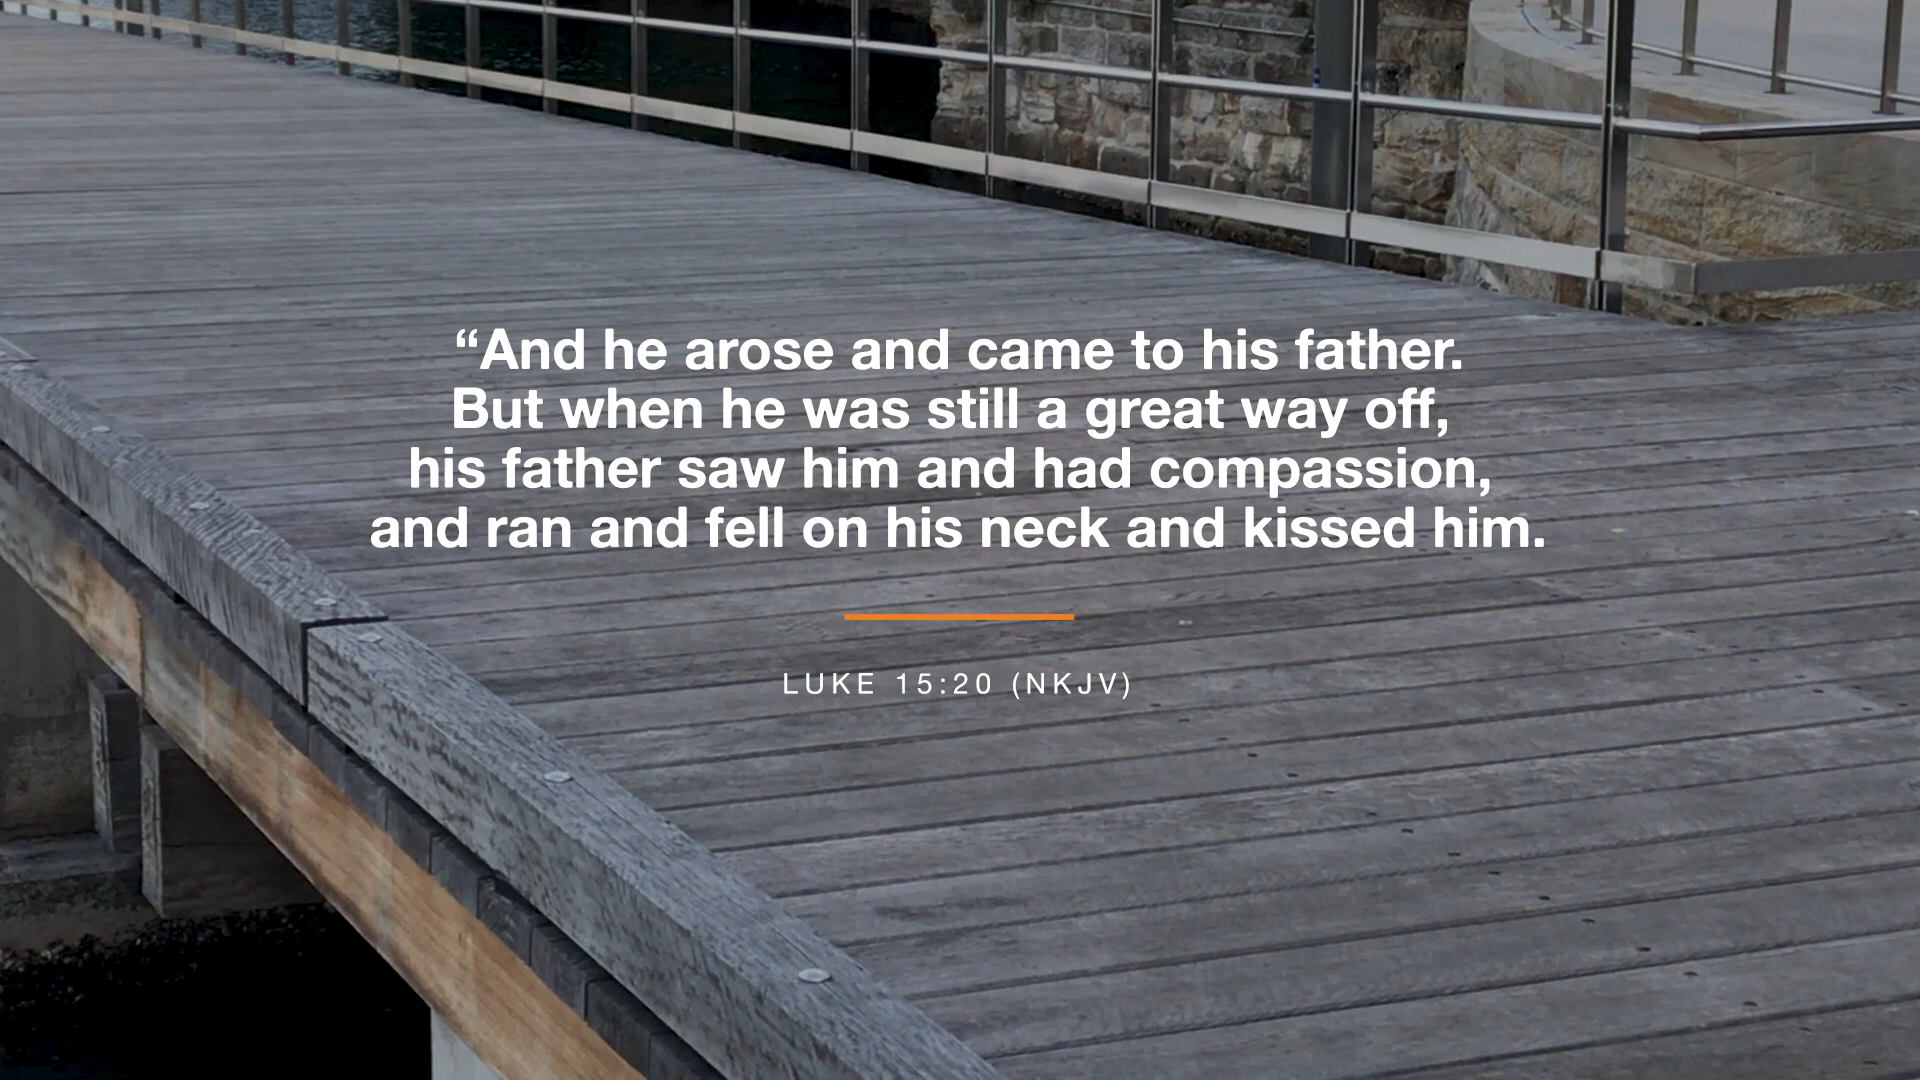 “And he arose and came to his father.
But when he was still a great way off,
his father saw him and had compassion,
and ran and fell on his neck and kissed him.
LUKE 15:20 (NKJV)